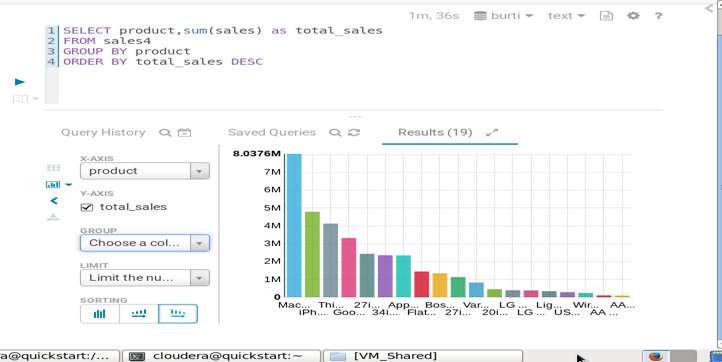 1m, 36s burti text ?
1 SELECT product,sum(sales) as total_sales
2 FROM sales4
3 GROUP BY product
4 ORDER BY total_sales DESC
Query History Saved Queries Results (19)
X-AXIS
product
Y-AXIS
total_sales
GROUP
Choose a col...
LIMIT
Limit the nu...
SORTING
8.0376M
7M
6M
5M
4M
3M
2M
1M
0
Mac... Thi... 27i... App... Bos... Var... LG ... Lig... Wir... AA...
iPh... Goo... 34i... Flat... 27i... 20i... LG ... US... AA ...
a@quickstart:/... cloudera@quickstart:~ [VM_Shared]